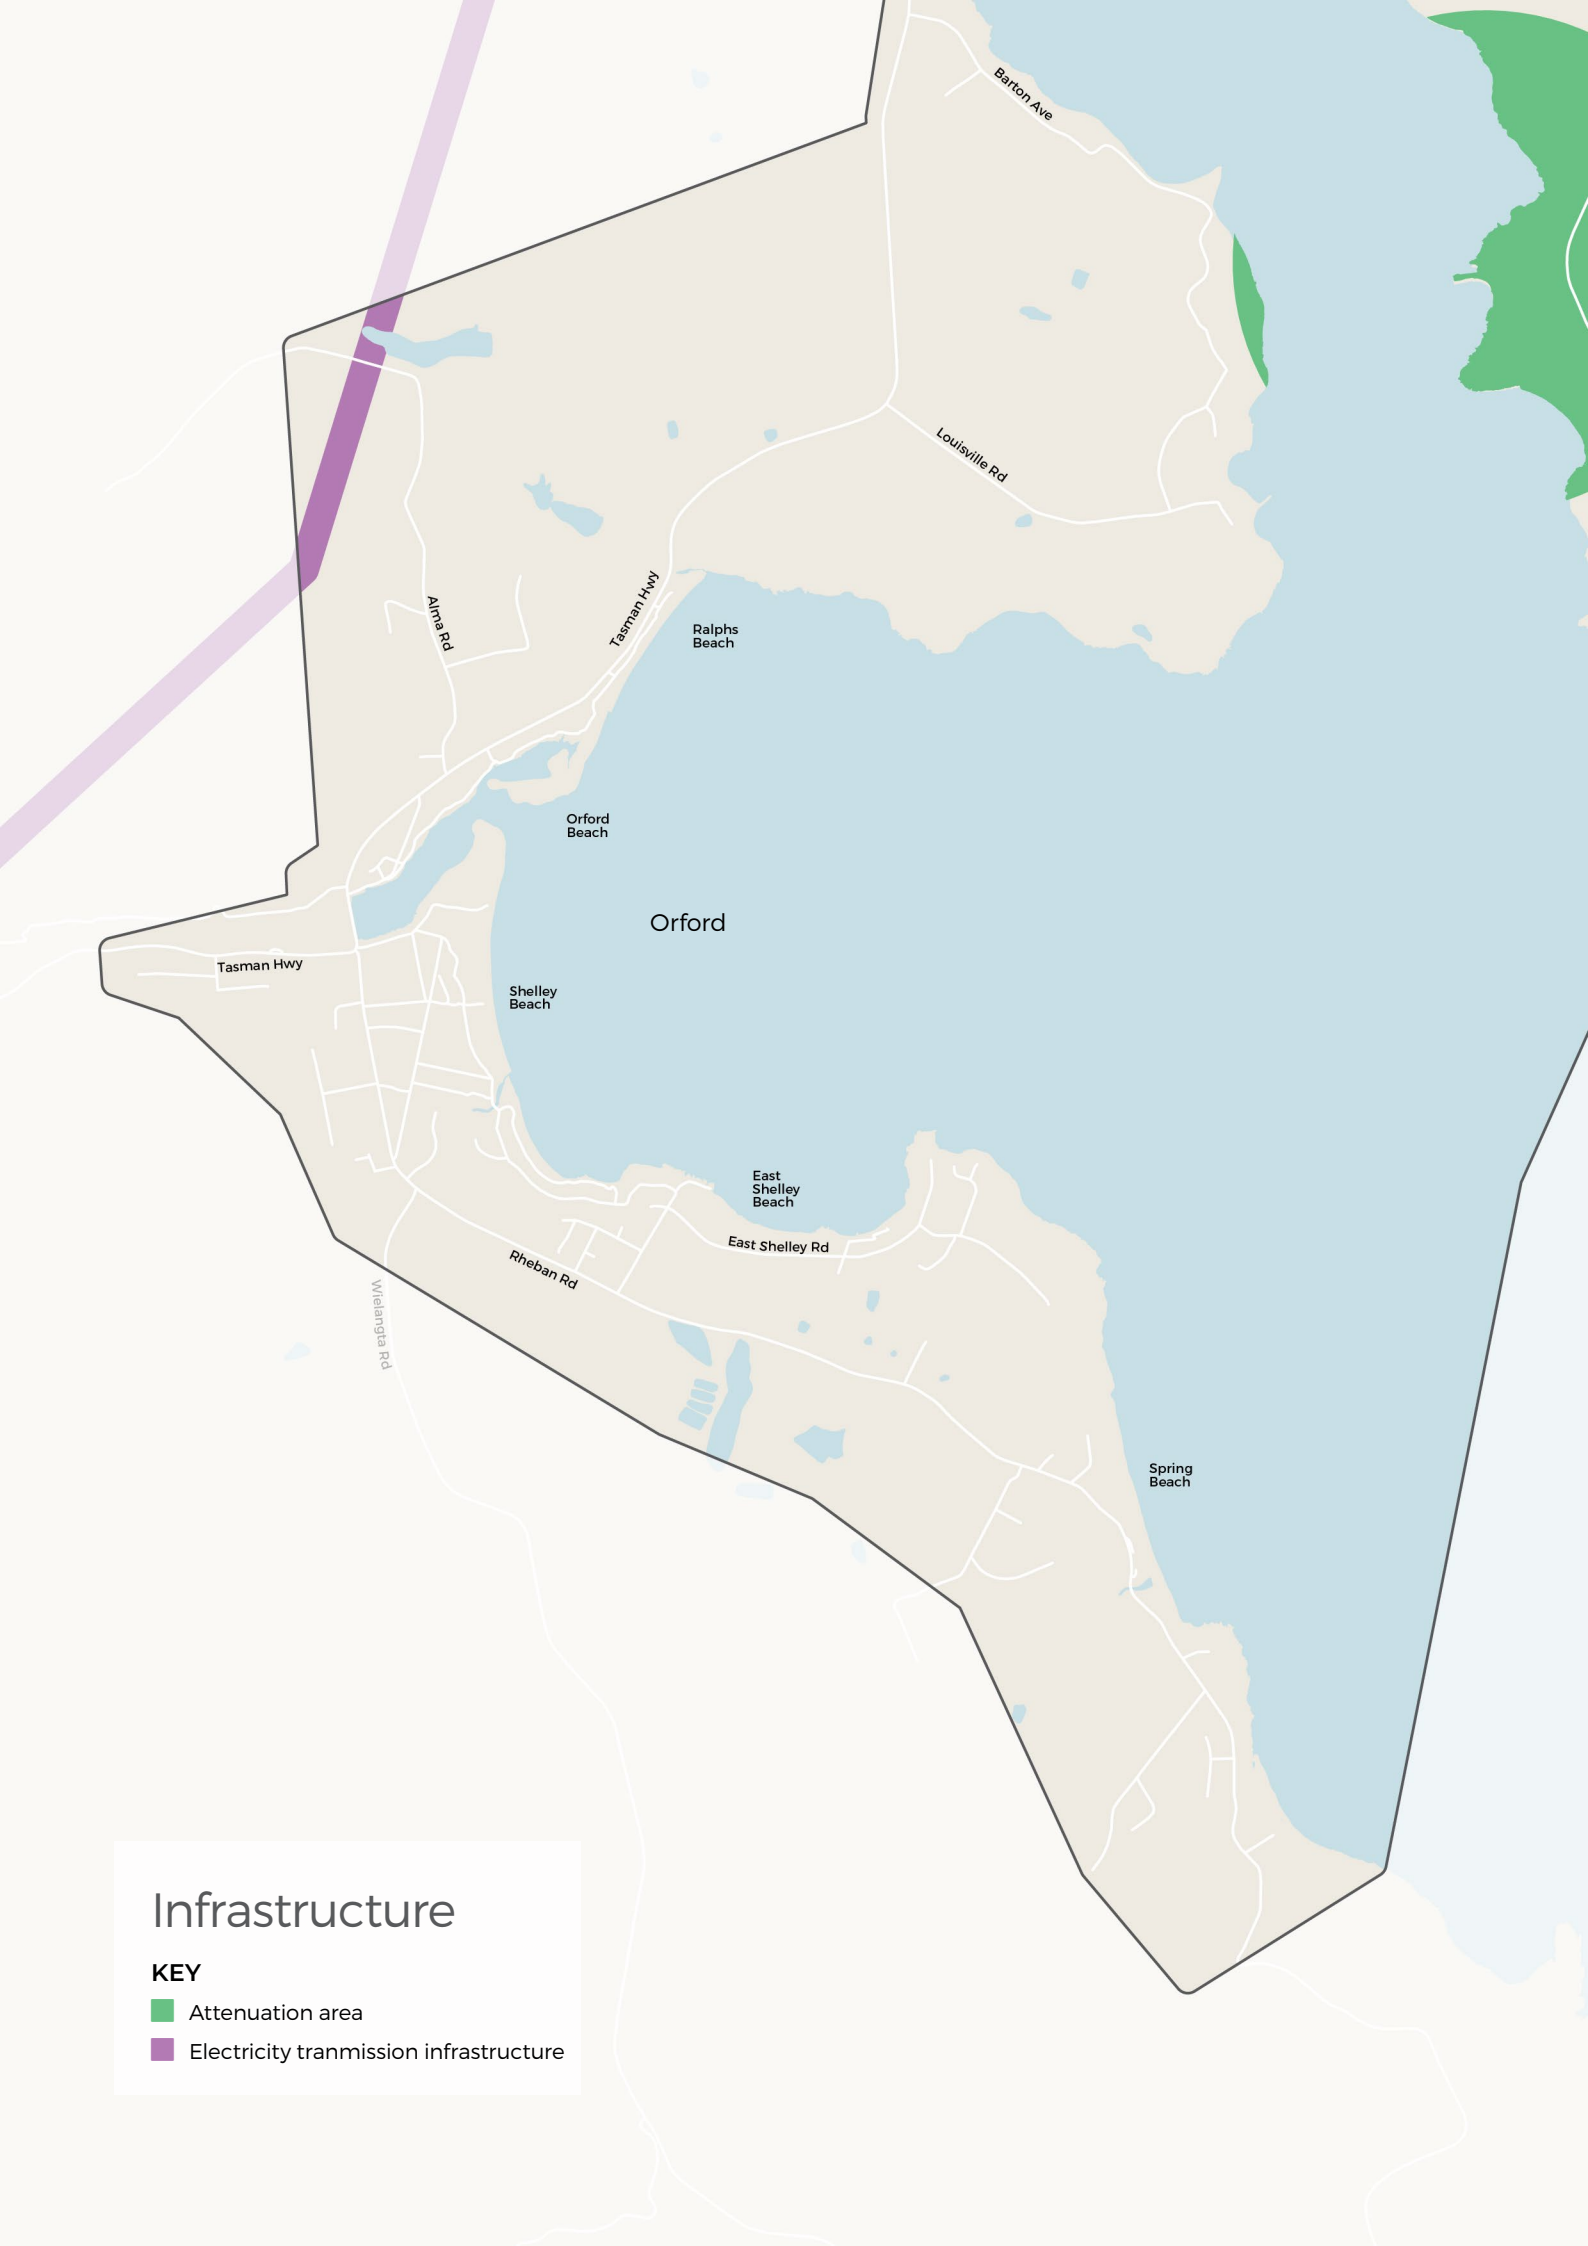 Barton Ave
Louisville Rd
Tasman Hwy
Alma Rd
Ralphs
Beach
Orford
Beach
Orford
Tasman Hwy
Shelley
Beach
East
Shelley
Beach
East Shelley Rd
Rheban Rd
Wielangta Rd
Spring
Beach
Infrastructure
KEY
Attenuation area
Electricity tranmission infrastructure